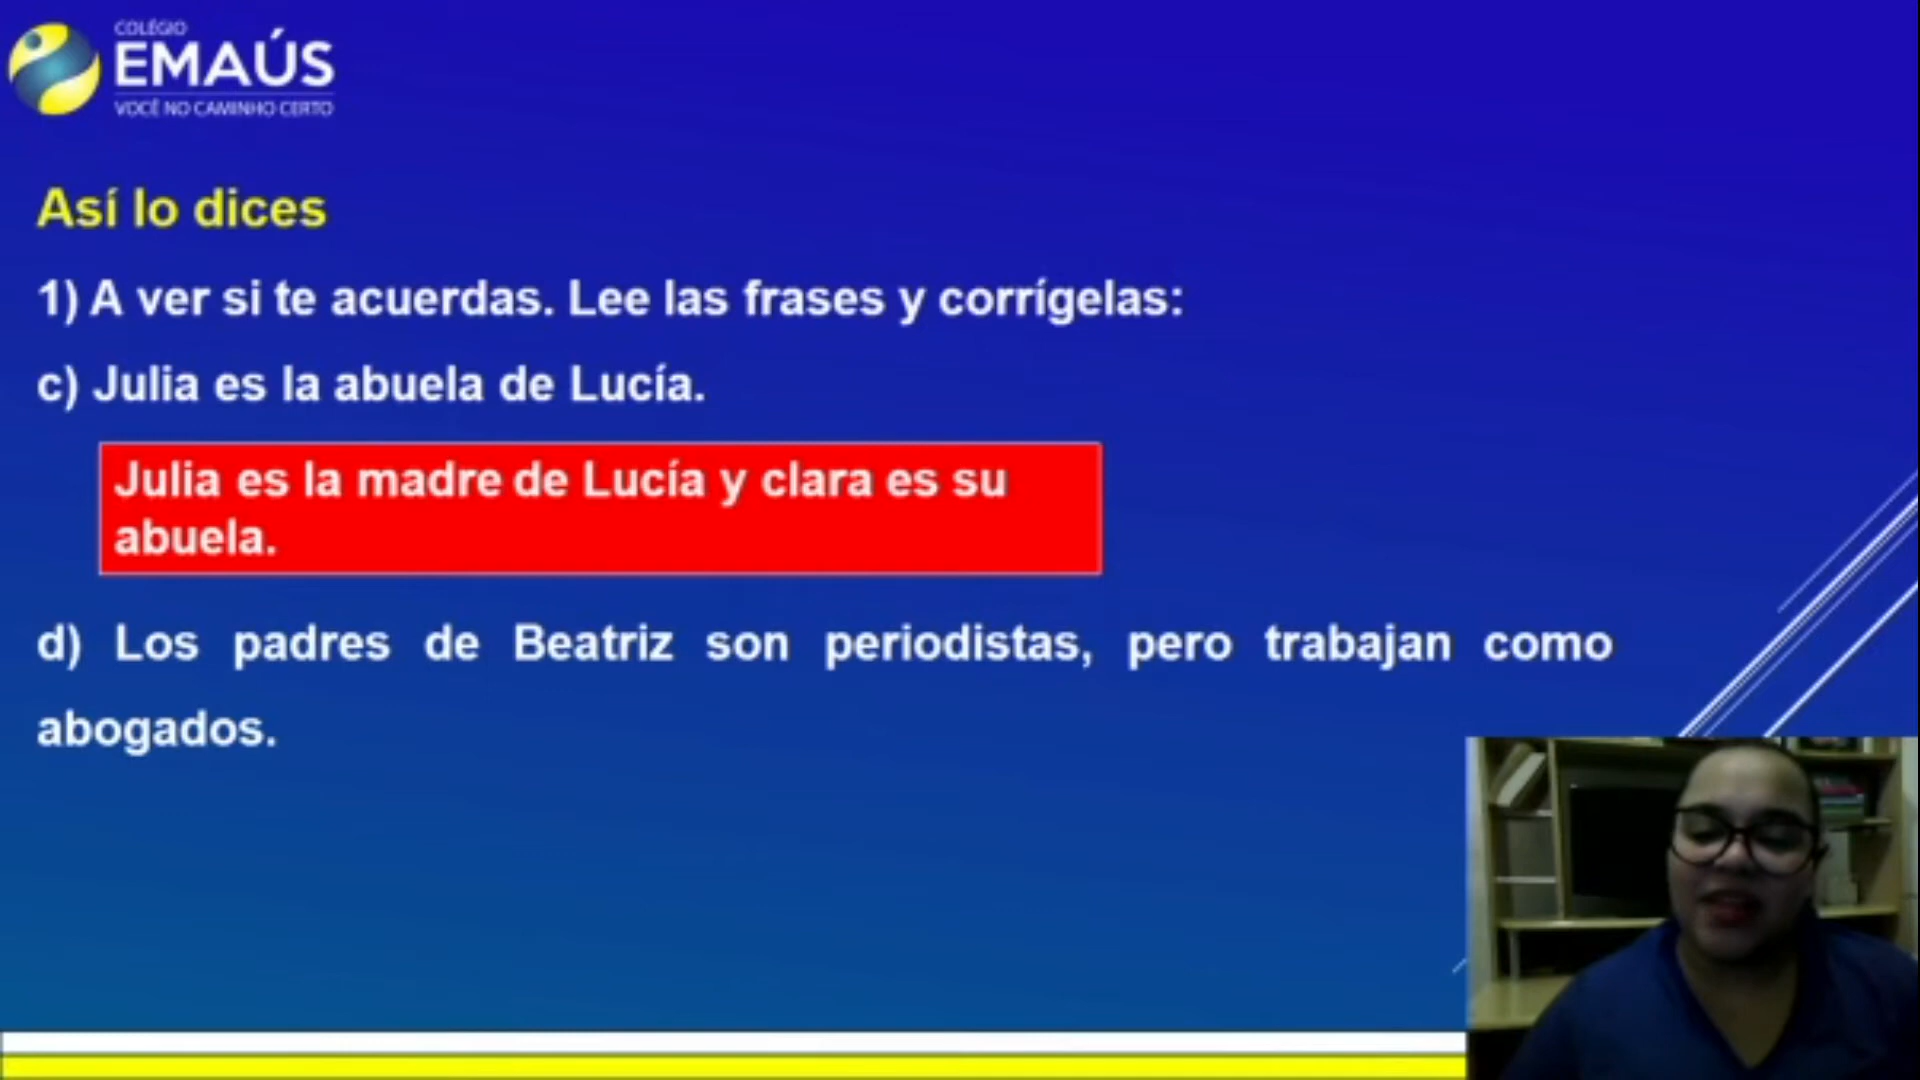 COLÉGIO
EMAÚS
VOCÊ NO CAMINHO CERTO
Así lo dices
1) A ver si te acuerdas. Lee las frases y corrígelas:
c) Julia es la abuela de Lucía.
Julia es la madre de Lucía y clara es su
abuela.
d) Los padres de Beatriz son periodistas, pero trabajan como
abogados.